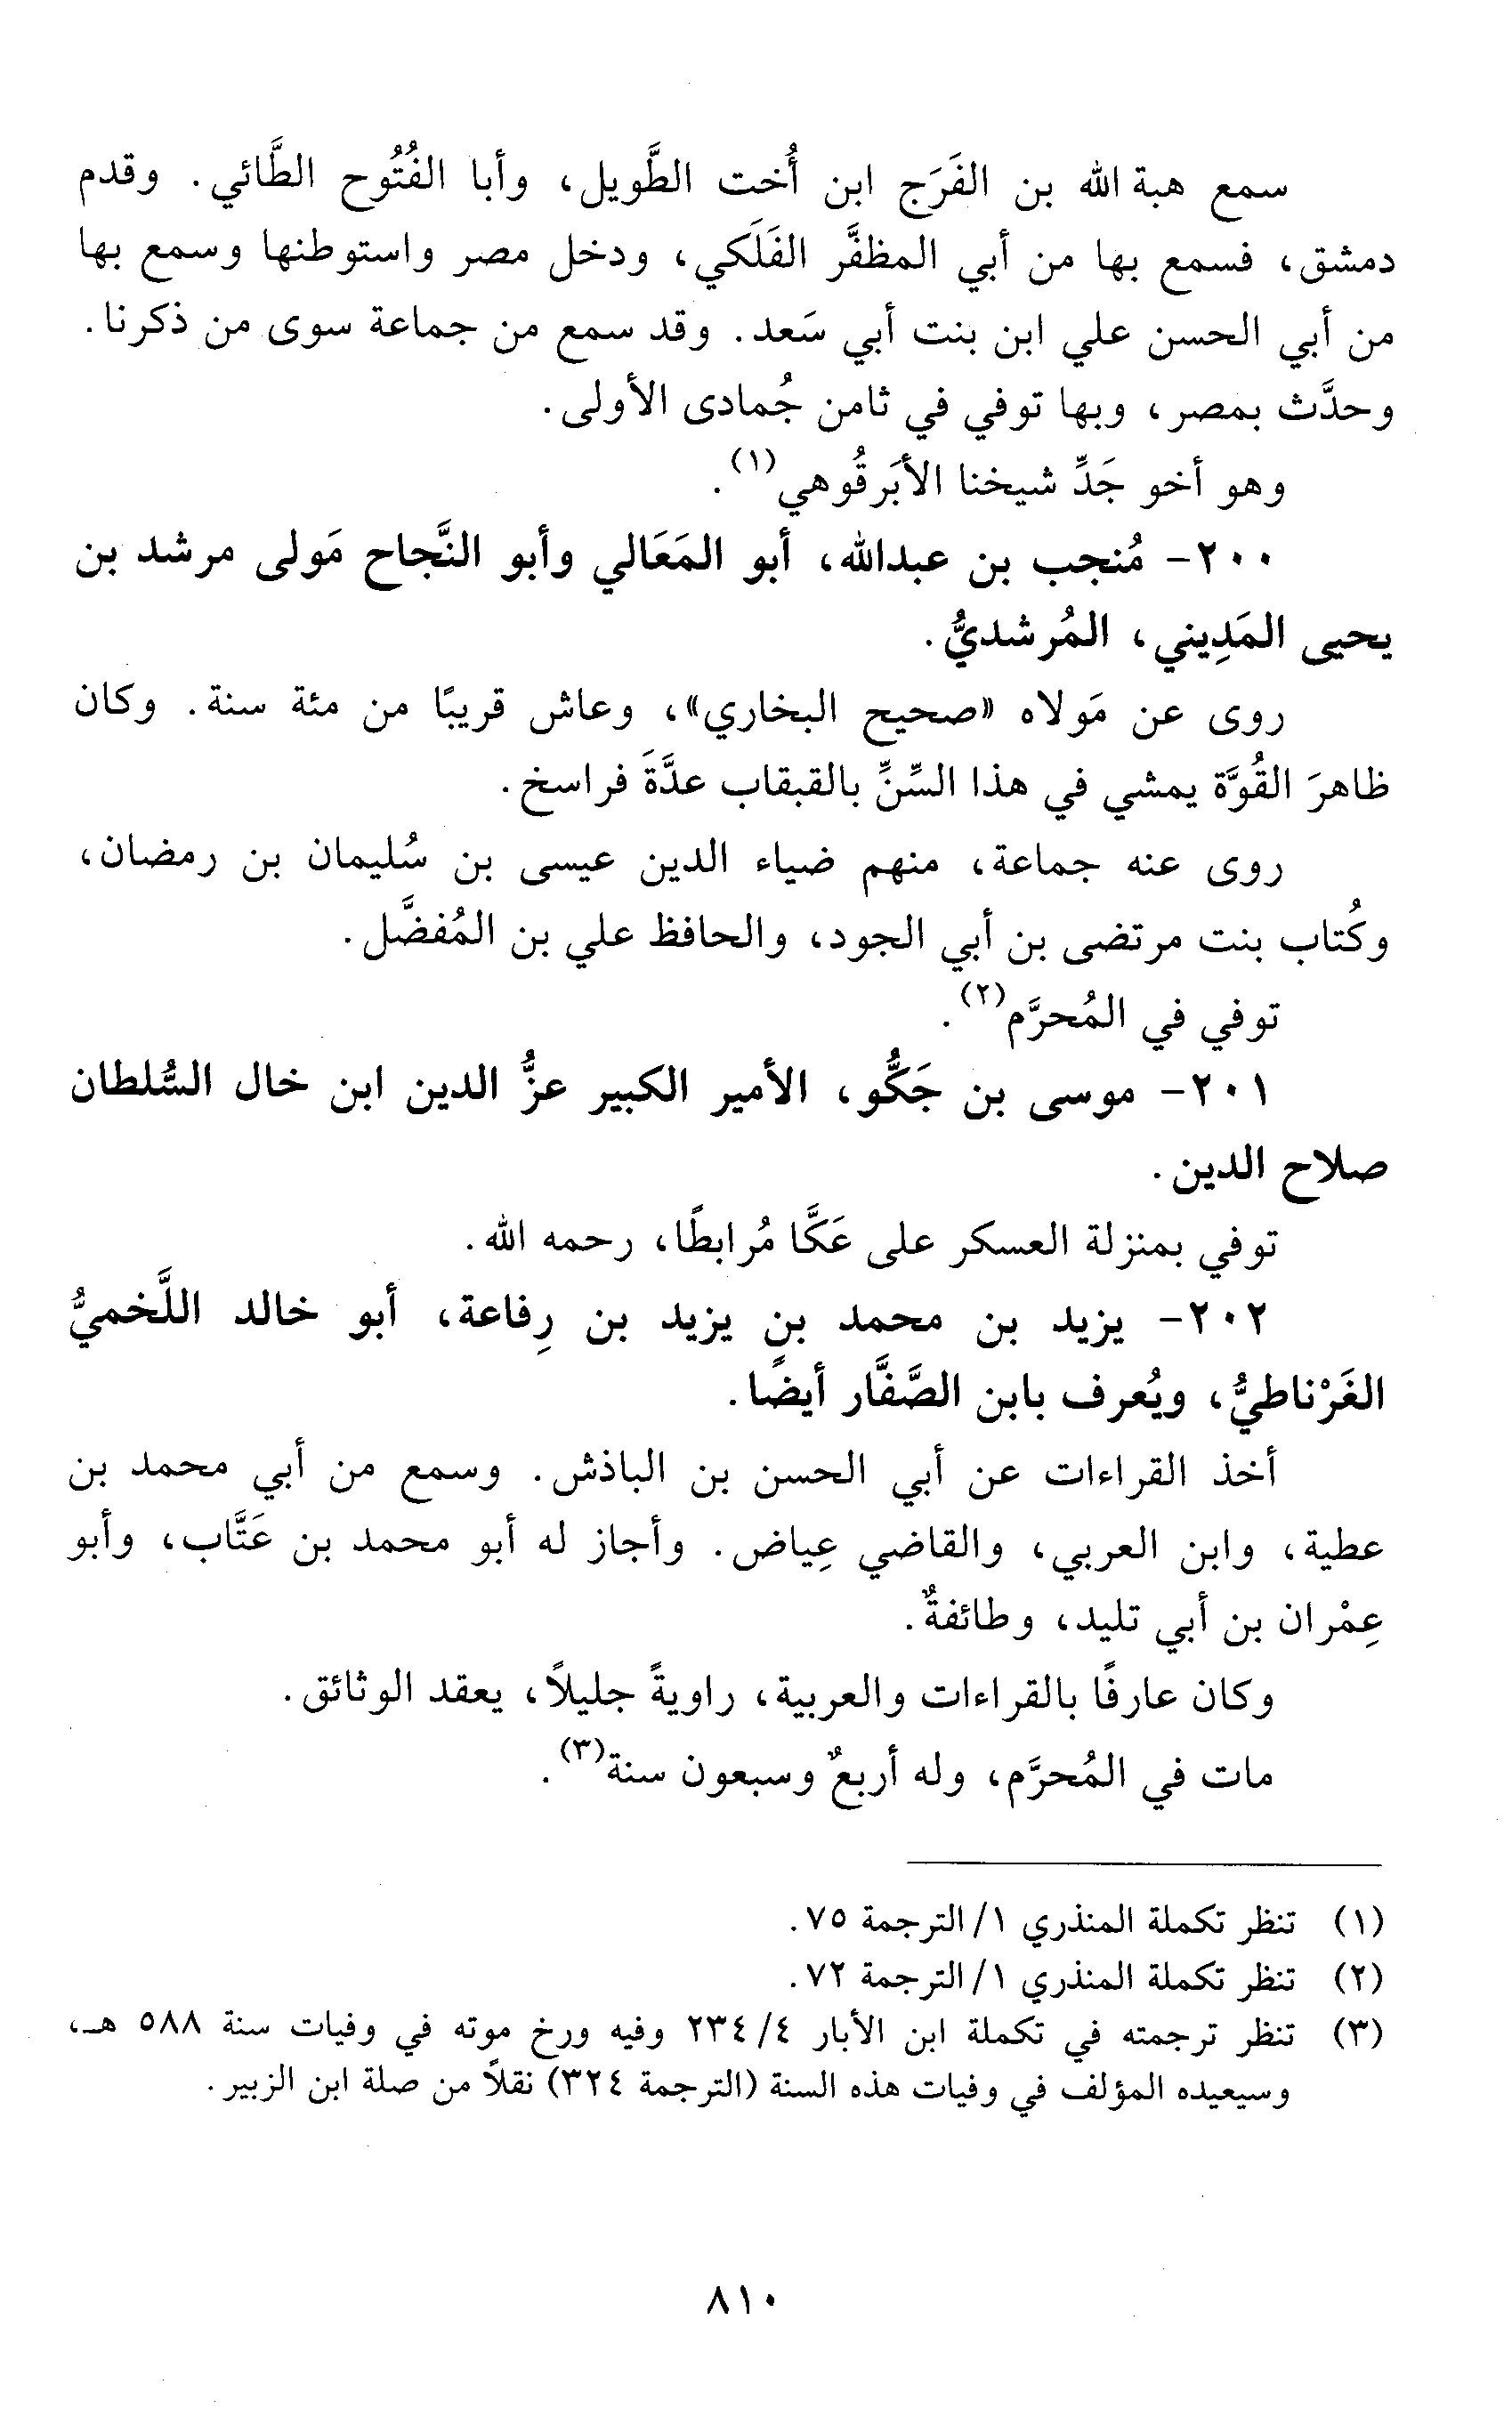 سمع هبة الله بن الفَرَج ابن أُخت الطَّويل، وأبا الفُتُوح الطَّائي. وقدم
دمشق، فسمع بها من أبي المظفَّر الفَلَكي، ودخل مصر واستوطنها وسمع بها
من أبي الحسن علي ابن بنت أبي سَعد. وقد سمع من جماعة سوى من ذكرنا.
وحدَّث بمصر، وبها توفي في ثامن جُمادى الأولى.
وهو أخو جَدِّ شيخنا الأَبَرقُوهي(١).
٢٠٠- مُنجب بن عبدالله، أبو المَعَالي وأبو النَّجاح مَولى مرشد بن
يحيى المَدِيني، المُرشديُّ.
روى عن مَولاه «صحيح البخاري»، وعاش قريبًا من مئة سنة. وكان
ظاهرَ القُوَّة يمشي في هذا السِّنِّ بالقبقاب عدَّةَ فراسخ.
روى عنه جماعة، منهم ضياء الدين عيسى بن سُليمان بن رمضان،
وكُتاب بنت مرتضى بن أبي الجود، والحافظ علي بن المُفضَّل.
توفي في المُحرَّم(٢).
٢٠١- موسى بن جَكُّو، الأمير الكبير عزُّ الدين ابن خال السُّلطان
صلاح الدين.
توفي بمنزلة العسكر على عَكَّا مُرابطًا، رحمه الله.
٢٠٢- يزيد بن محمد بن يزيد بن رِفاعة، أبو خالد اللَّخميُّ
الغَرْناطيُّ، ويُعرف بابن الصَّفَّار أيضًا.
أخذ القراءات عن أبي الحسن بن الباذش. وسمع من أبي محمد بن
عطية، وابن العربي، والقاضي عِياض. وأجاز له أبو محمد بن عَتَّاب، وأبو
عِمْران بن أبي تليد، وطائفةٌ.
وكان عارفًا بالقراءات والعربية، راويةً جليلًا، يعقد الوثائق.
مات في المُحرَّم، وله أربعٌ وسبعون سنة(٣).
(١) تنظر تكملة المنذري ١/ الترجمة ٧٥.
(٢) تنظر تكملة المنذري ١/ الترجمة ٧٢.
(٣) تنظر ترجمته في تكملة ابن الأبار ٤/ ٢٣٤ وفيه ورخ موته في وفيات سنة ٥٨٨ هـ،
وسيعيده المؤلف في وفيات هذه السنة (الترجمة ٣٢٤) نقلًا من صلة ابن الزبير.
٨١٠